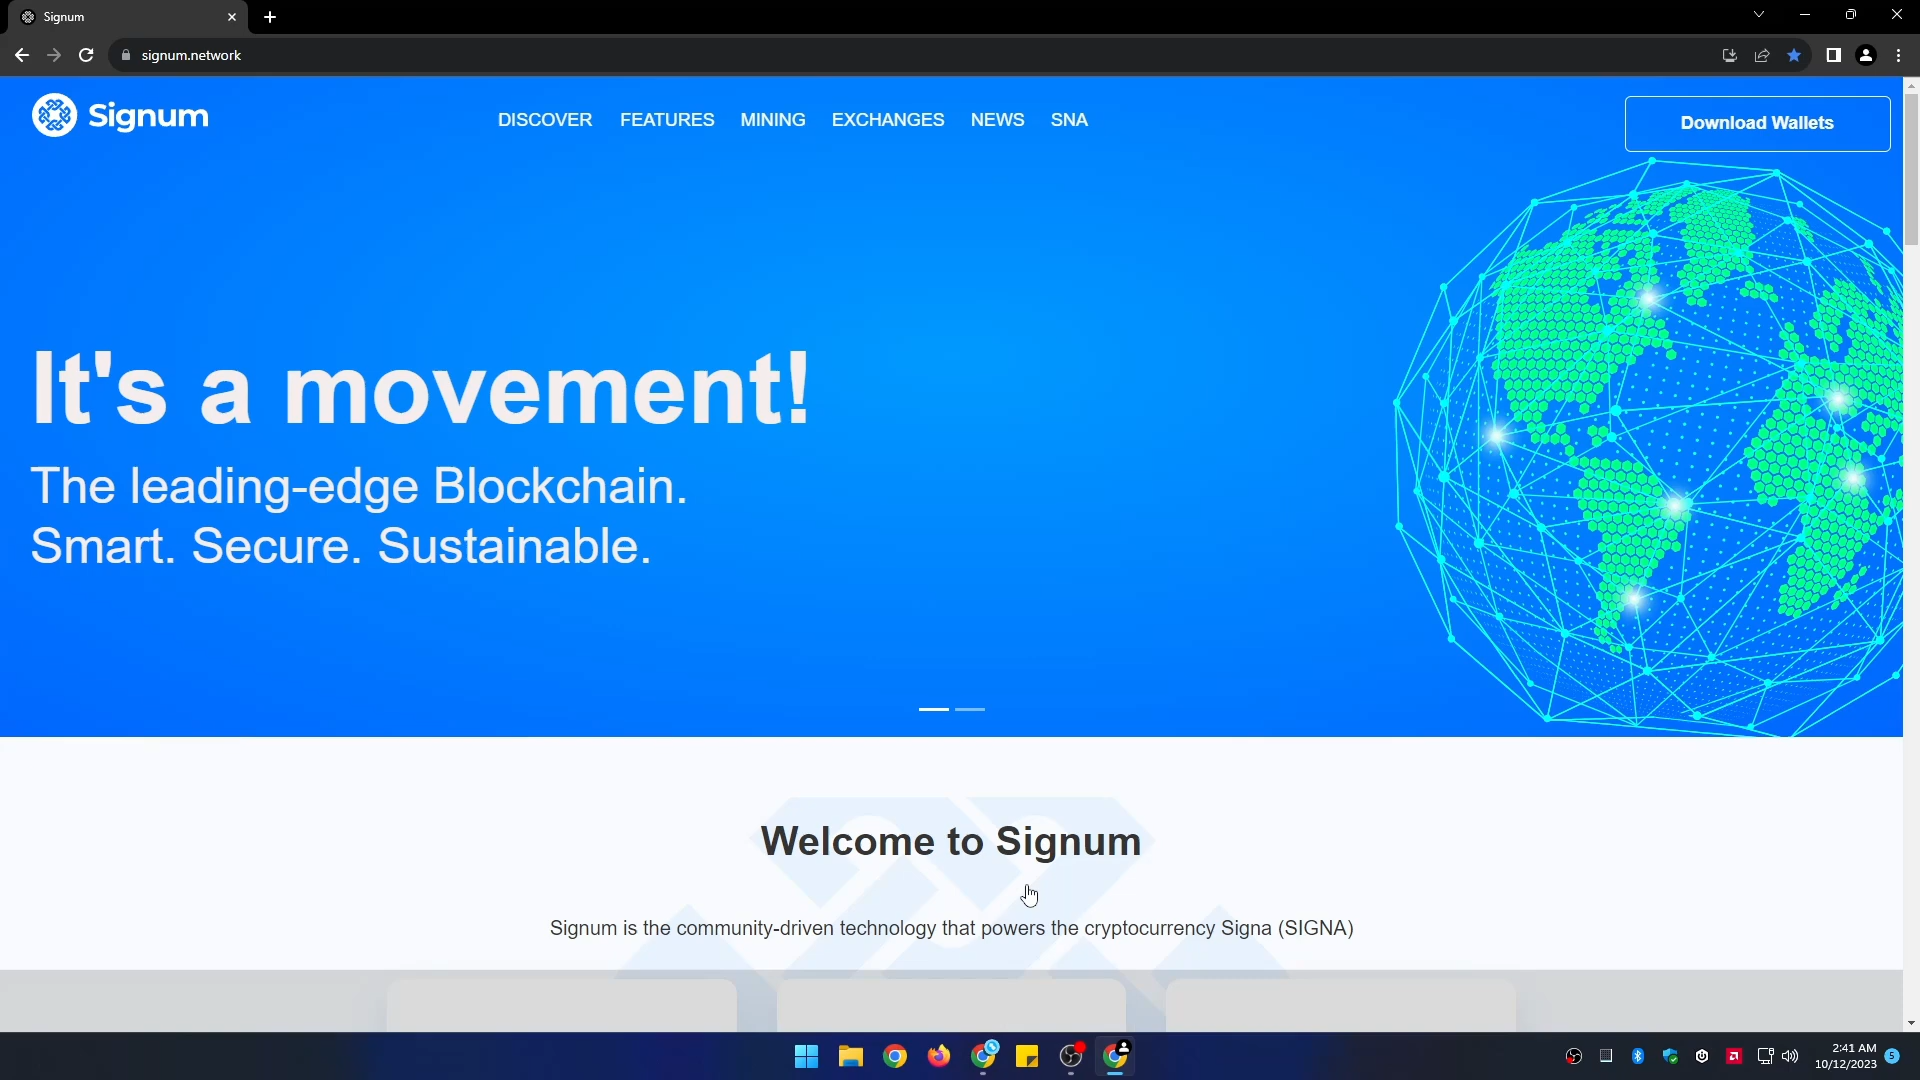 Signum
signum.network
Signum
DISCOVER FEATURES MINING EXCHANGES NEWS SNA
Download Wallets
It's a movement!
The leading-edge Blockchain.
Smart. Secure. Sustainable.
Welcome to Signum
Signum is the community-driven technology that powers the cryptocurrency Signa (SIGNA)
2:41 AM
10/12/2023
5